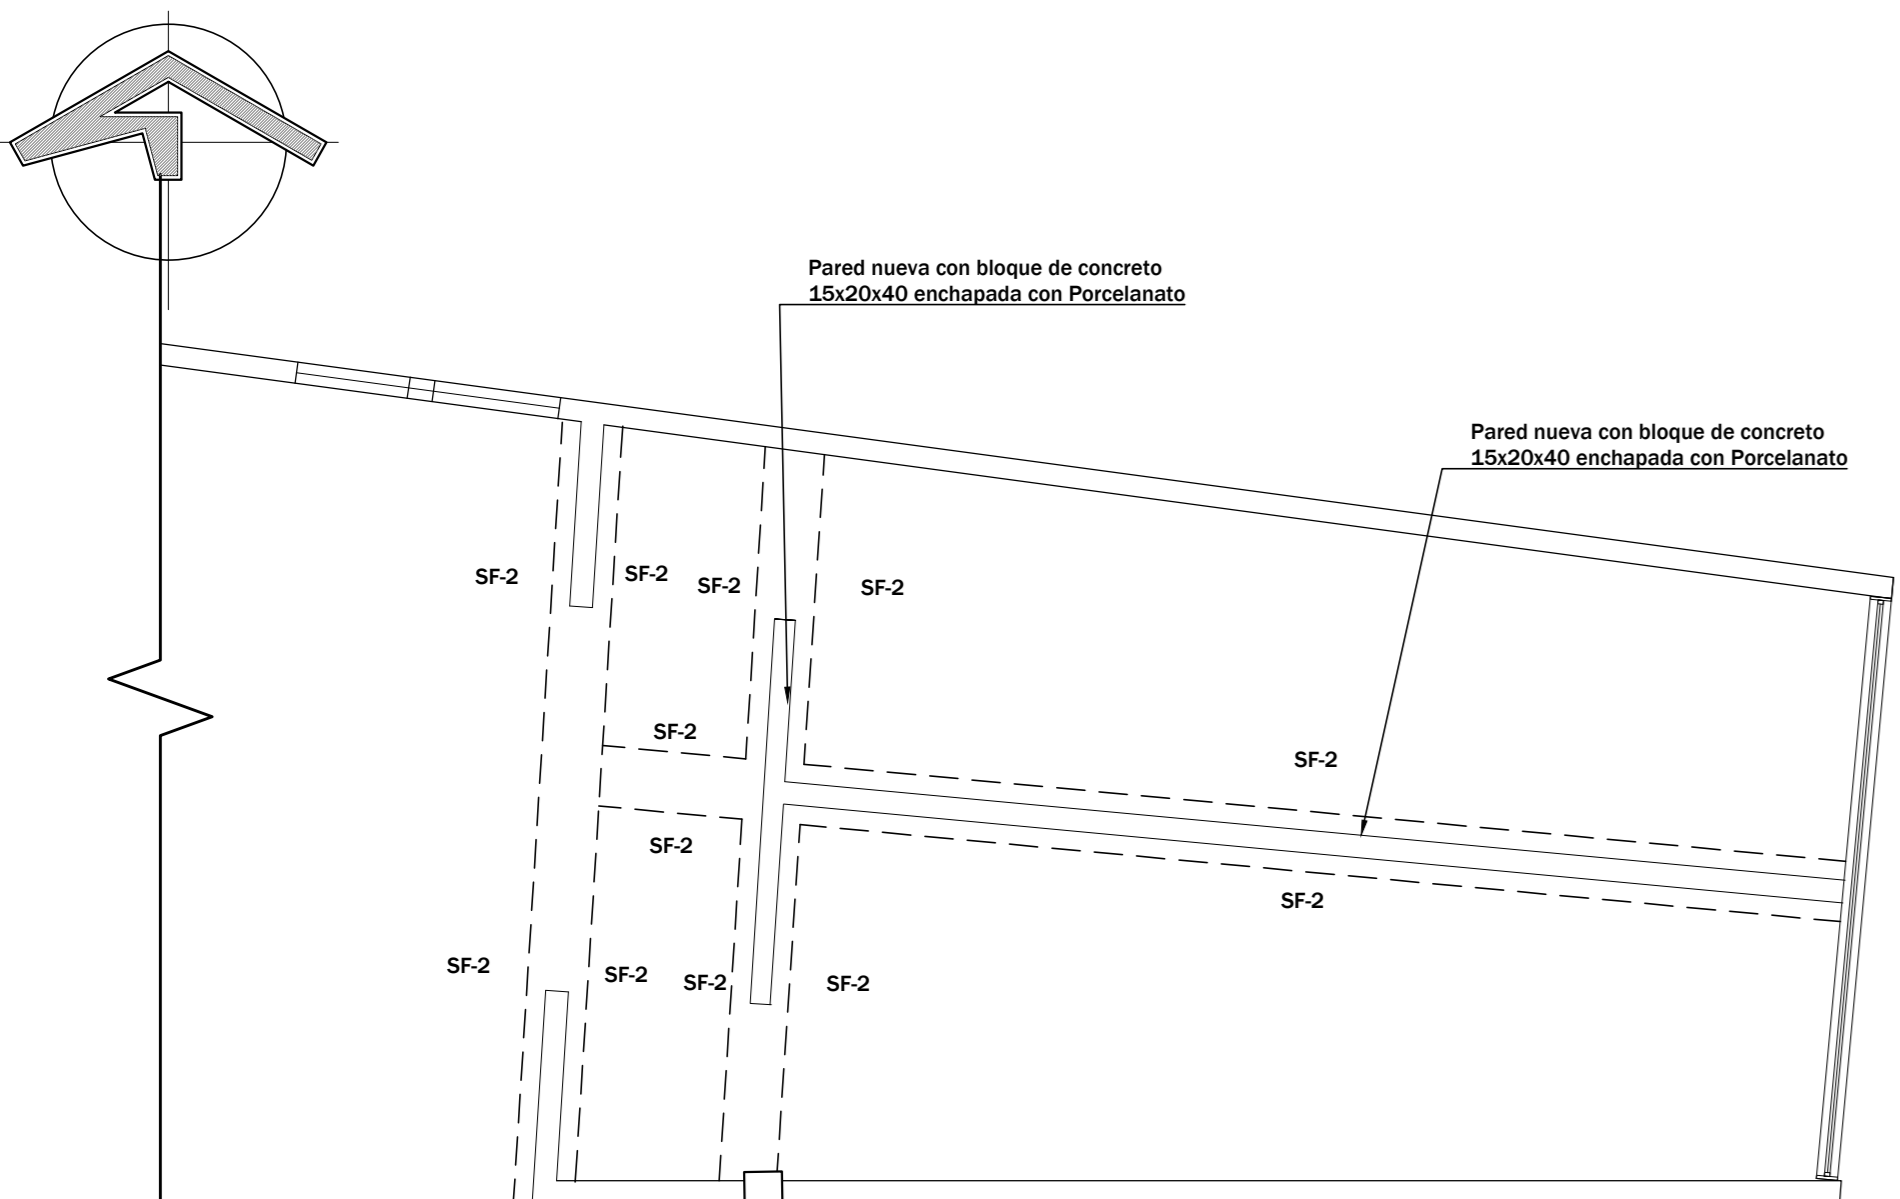 Pared nueva con bloque de concreto
15x20x40 enchapada con Porcelanato
Pared nueva con bloque de concreto
15x20x40 enchapada con Porcelanato
SF-2
SF-2
SF-2
SF-2
SF-2
SF-2
SF-2
SF-2
SF-2
SF-2
SF-2
SF-2